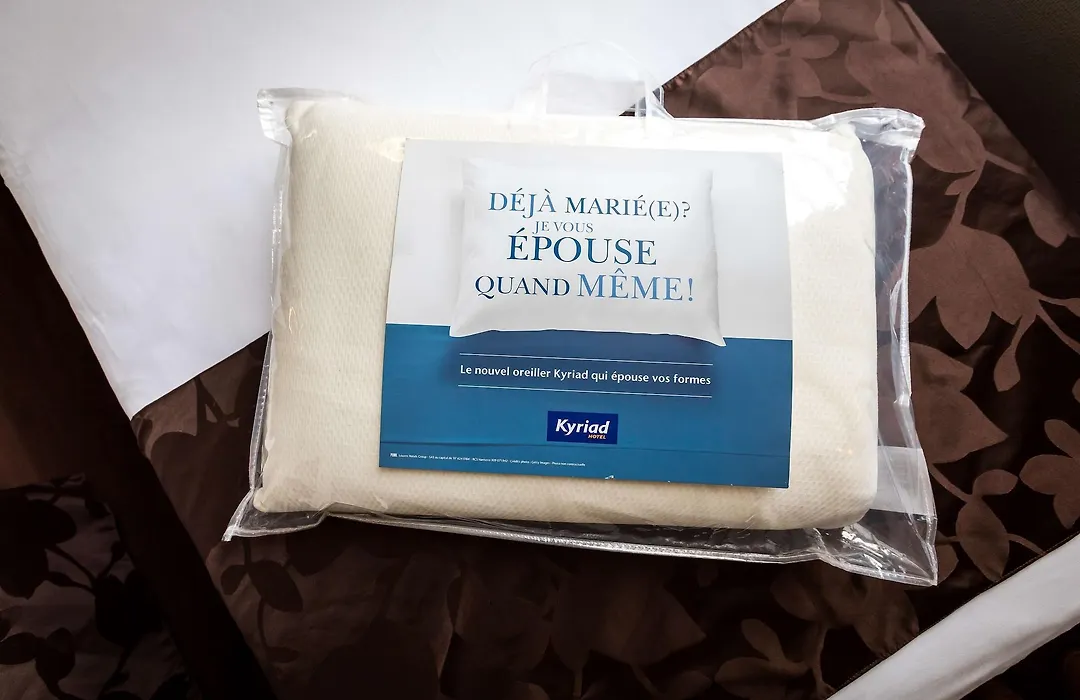 DÉJÀ MARIÉ(E)?
JE VOUS
ÉPOUSE
QUAND MÊME!
Le nouvel oreiller Kyriad qui épouse vos formes
Kyriad
HOTEL